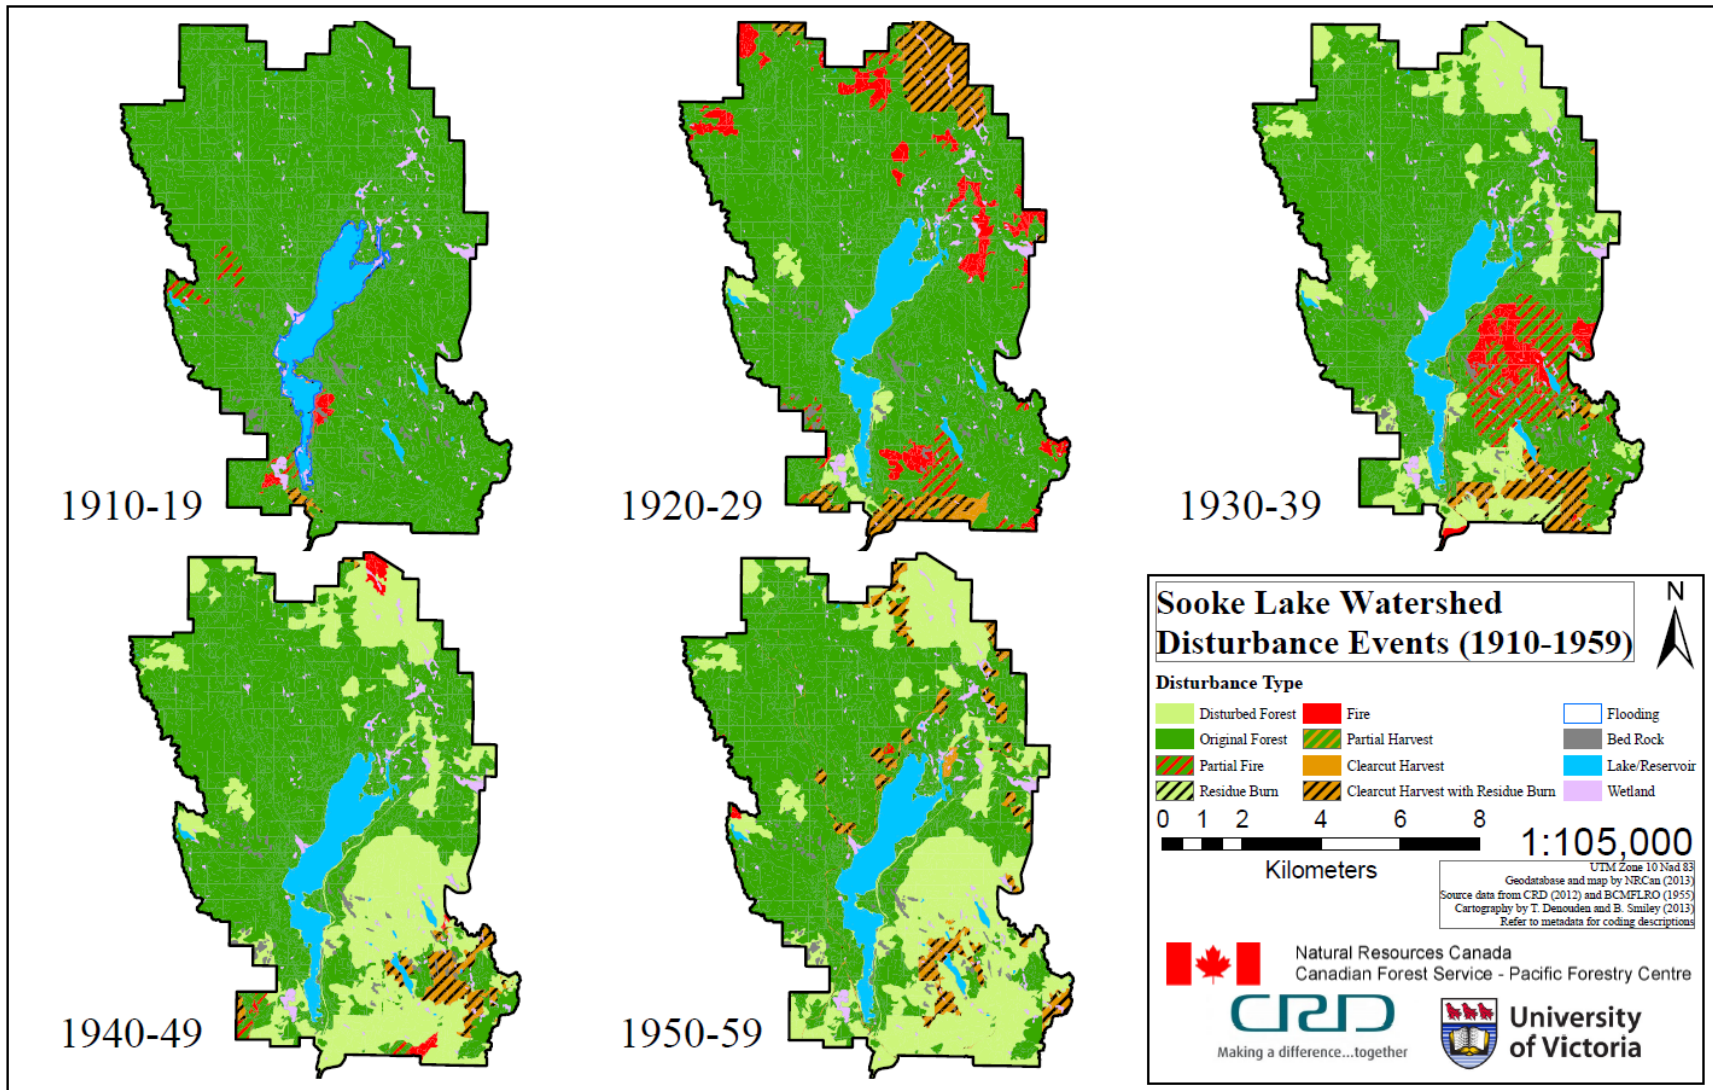 1910-19
1920-29
1930-39
1940-49
1950-59
Sooke Lake Watershed
Disturbance Events (1910-1959)
N
Disturbance Type
Disturbed Forest Fire Flooding
Original Forest Partial Harvest Bed Rock
Partial Fire Clearcut Harvest Lake/Reservoir
Residue Burn Clearcut Harvest with Residue Burn Wetland
0 1 2 4 6 8
Kilometers
1:105,000
UTM Zone 10 Nad 83
Geodatabase and map by NRCan (2013)
Source data from CRD (2012) and BCMFLRO (1955)
Cartography by T. Denouden and B. Smiley (2013)
Refer to metadata for coding descriptions
Natural Resources Canada
Canadian Forest Service - Pacific Forestry Centre
CRD
Making a difference...together
University
of Victoria